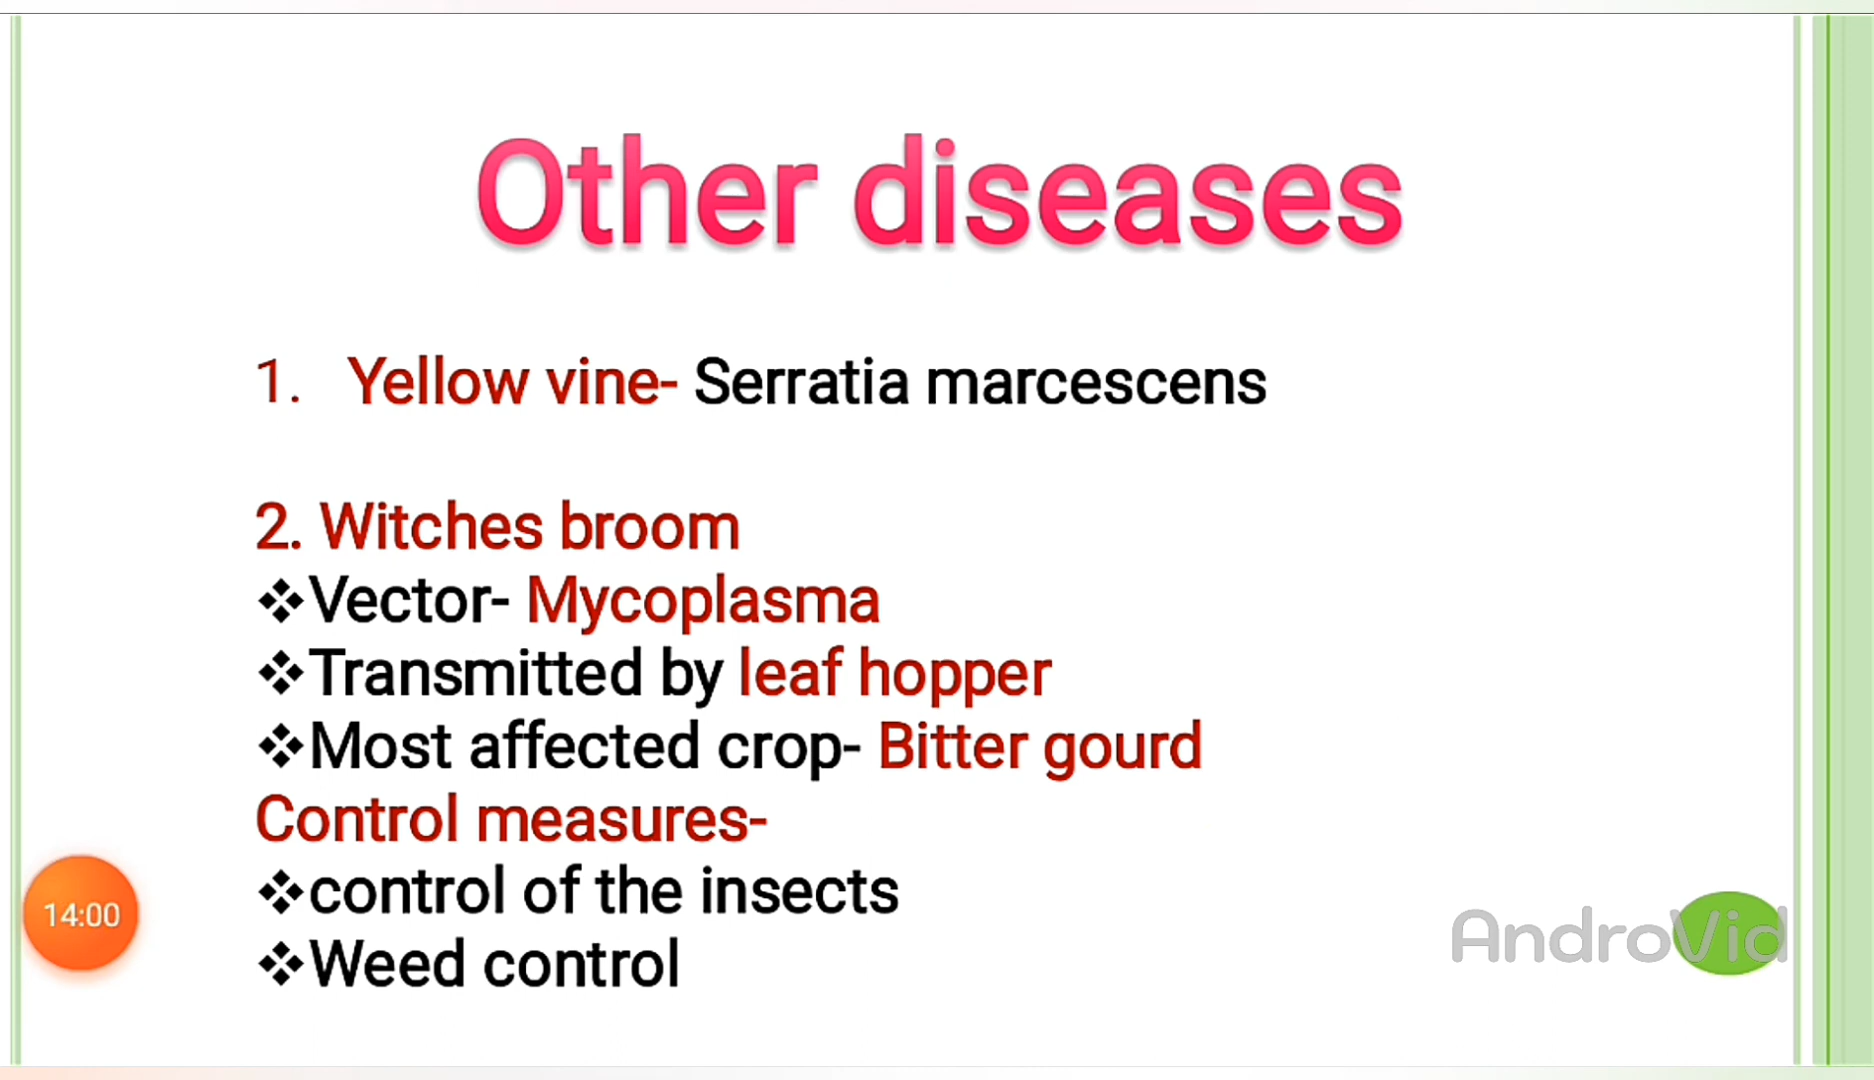 Other diseases
1. Yellow vine- Serratia marcescens
2. Witches broom
❖Vector- Mycoplasma
❖Transmitted by leaf hopper
❖Most affected crop- Bitter gourd
Control measures-
❖control of the insects
❖Weed control
14:00
AndroVid